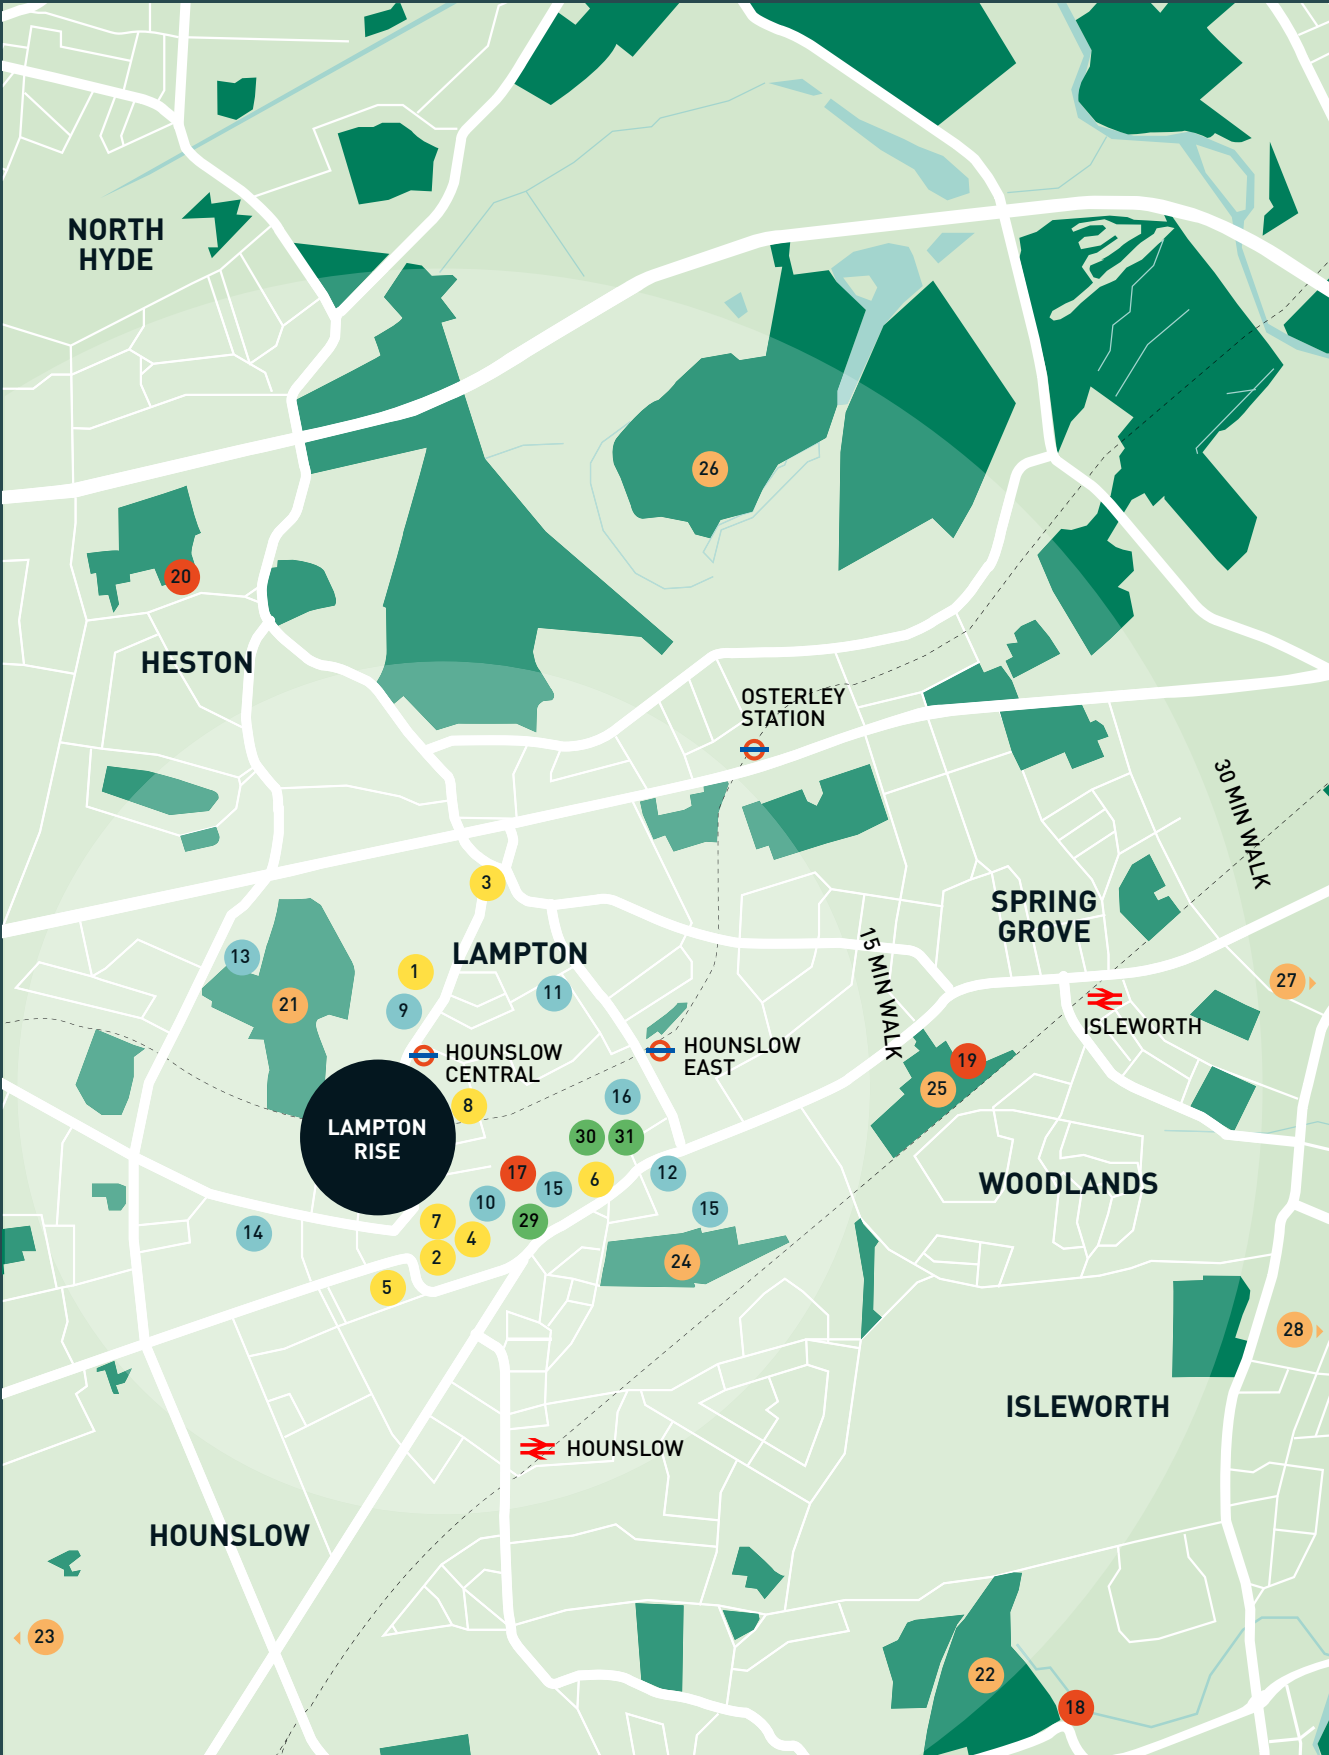 NORTH
HYDE
26
20
HESTON
OSTERLEY
STATION
30 MIN WALK
3
SPRING
GROVE
LAMPTON
15 MIN WALK
13
1
11
27
21
9
ISLEWORTH
HOUNSLOW
CENTRAL
HOUNSLOW
EAST
19
25
8
16
LAMPTON
RISE
30
31
17
12
6
15
10
WOODLANDS
15
7
29
14
4
2
24
5
28
ISLEWORTH
HOUNSLOW
HOUNSLOW
23
22
18